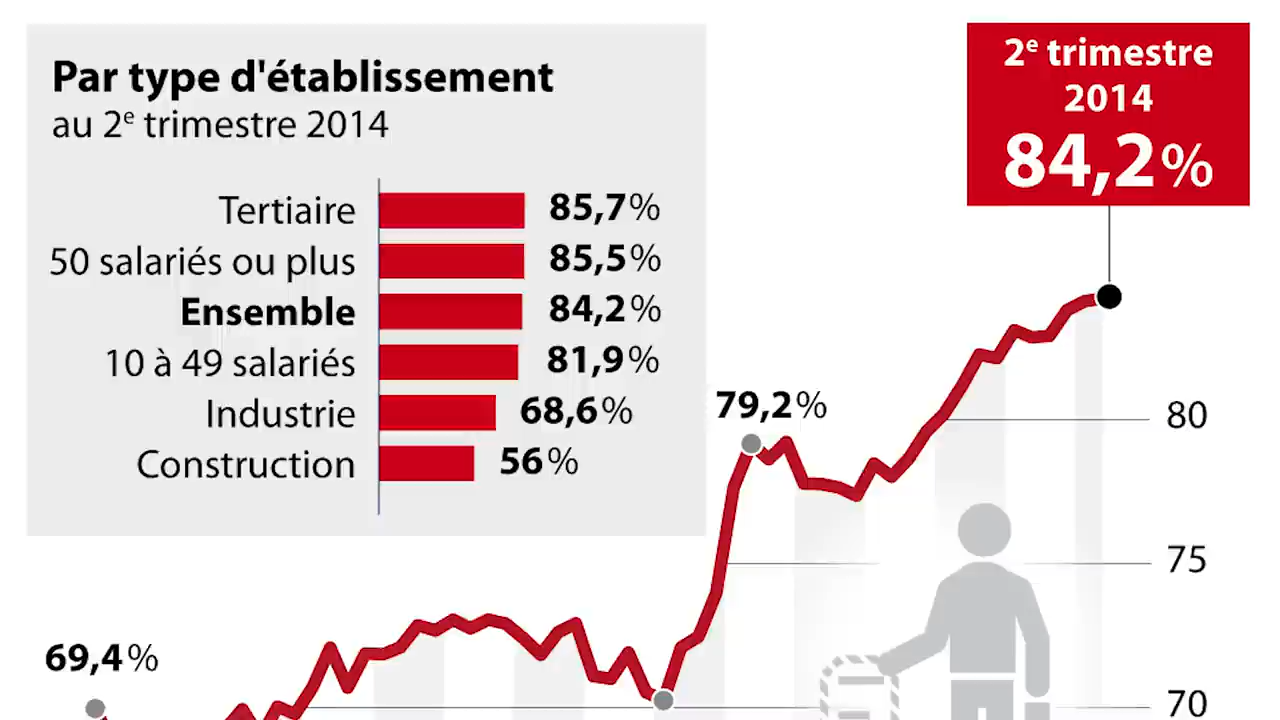 Par type d'établissement
au 2e trimestre 2014
Tertiaire 85,7%
50 salariés ou plus 85,5%
Ensemble 84,2%
10 à 49 salariés 81,9%
Industrie 68,6%
Construction 56%
2e trimestre
2014
84,2%
79,2%
80
75
69,4%
70